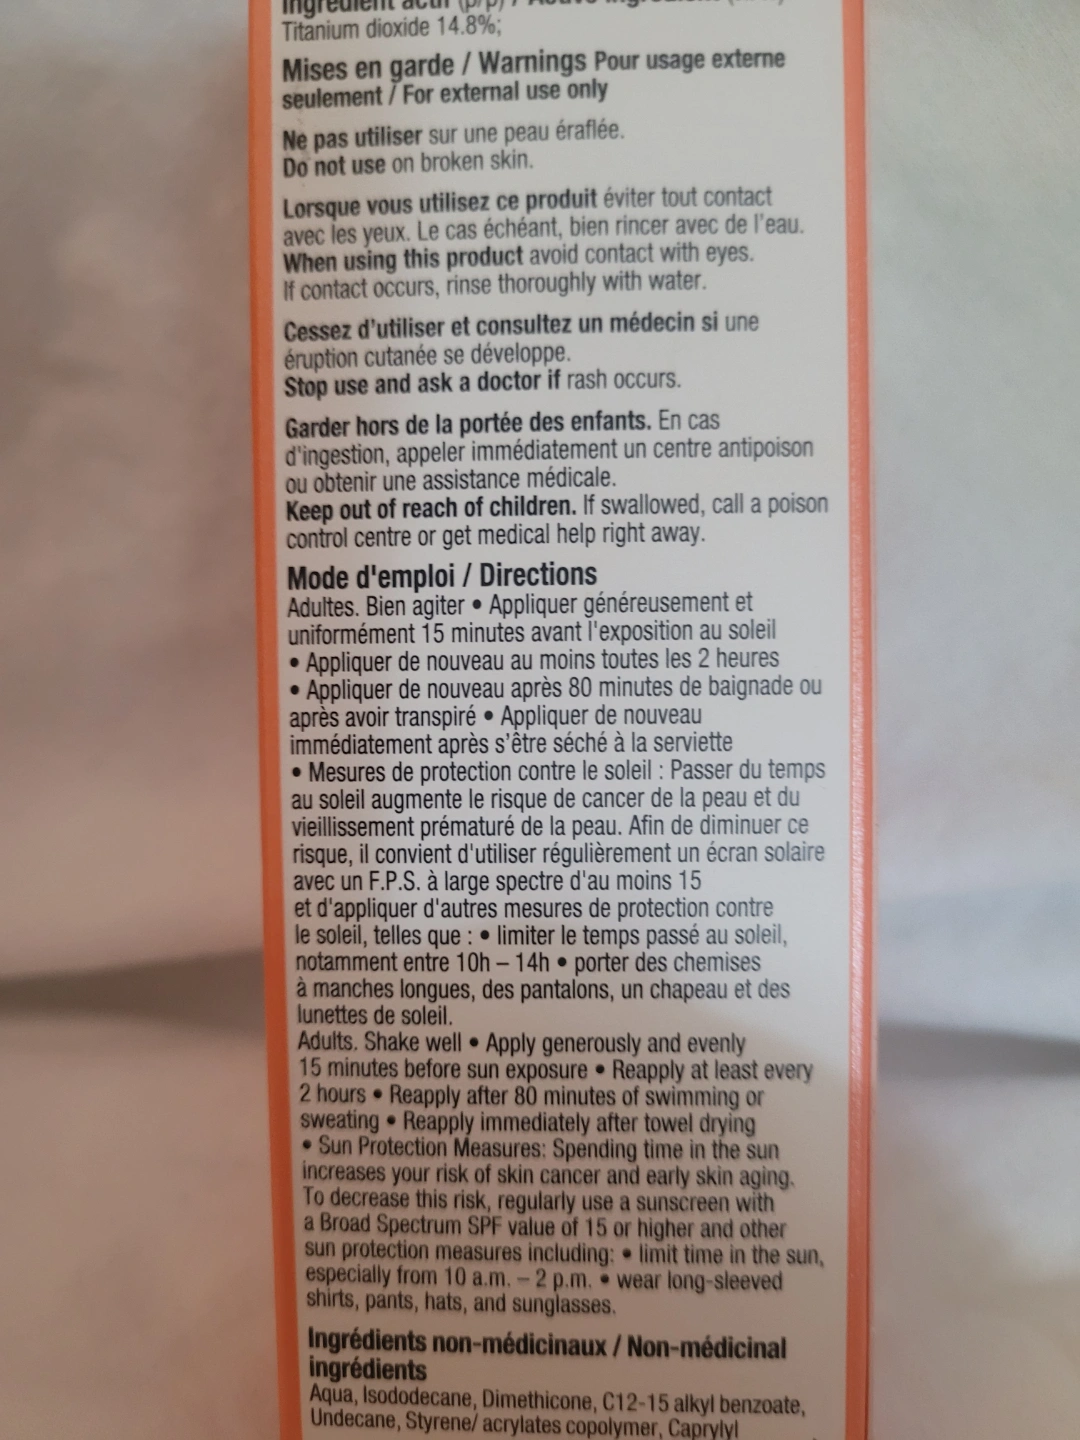 Ingrédient actif (p/p) / Active
Titanium dioxide 14.8%;
Mises en garde / Warnings Pour usage externe
seulement / For external use only
Ne pas utiliser sur une peau éraflée.
Do not use on broken skin.
Lorsque vous utilisez ce produit éviter tout contact
avec les yeux. Le cas échéant, bien rincer avec de l'eau.
When using this product avoid contact with eyes.
If contact occurs, rinse thoroughly with water.
Cessez d'utiliser et consultez un médecin si une
éruption cutanée se développe.
Stop use and ask a doctor if rash occurs.
Garder hors de la portée des enfants. En cas
d'ingestion, appeler immédiatement un centre antipoison
ou obtenir une assistance médicale.
Keep out of reach of children. If swallowed, call a poison
control centre or get medical help right away.
Mode d'emploi / Directions
Adultes. Bien agiter • Appliquer généreusement et
uniformément 15 minutes avant l'exposition au soleil
• Appliquer de nouveau au moins toutes les 2 heures
• Appliquer de nouveau après 80 minutes de baignade ou
après avoir transpiré • Appliquer de nouveau
immédiatement après s'être séché à la serviette
• Mesures de protection contre le soleil : Passer du temps
au soleil augmente le risque de cancer de la peau et du
vieillissement prématuré de la peau. Afin de diminuer ce
risque, il convient d'utiliser régulièrement un écran solaire
avec un F.P.S. à large spectre d'au moins 15
et d'appliquer d'autres mesures de protection contre
le soleil, telles que : • limiter le temps passé au soleil,
notamment entre 10h – 14h • porter des chemises
à manches longues, des pantalons, un chapeau et des
lunettes de soleil.
Adults. Shake well • Apply generously and evenly
15 minutes before sun exposure • Reapply at least every
2 hours • Reapply after 80 minutes of swimming or
sweating • Reapply immediately after towel drying
• Sun Protection Measures: Spending time in the sun
increases your risk of skin cancer and early skin aging.
To decrease this risk, regularly use a sunscreen with
a Broad Spectrum SPF value of 15 or higher and other
sun protection measures including: • limit time in the sun,
especially from 10 a.m. – 2 p.m. • wear long-sleeved
shirts, pants, hats, and sunglasses.
Ingrédients non-médicinaux / Non-médicinal
ingrédients
Aqua, Isododecane, Dimethicone, C12-15 alkyl benzoate,
Undecane, Styrene/ acrylates copolymer, Caprylyl